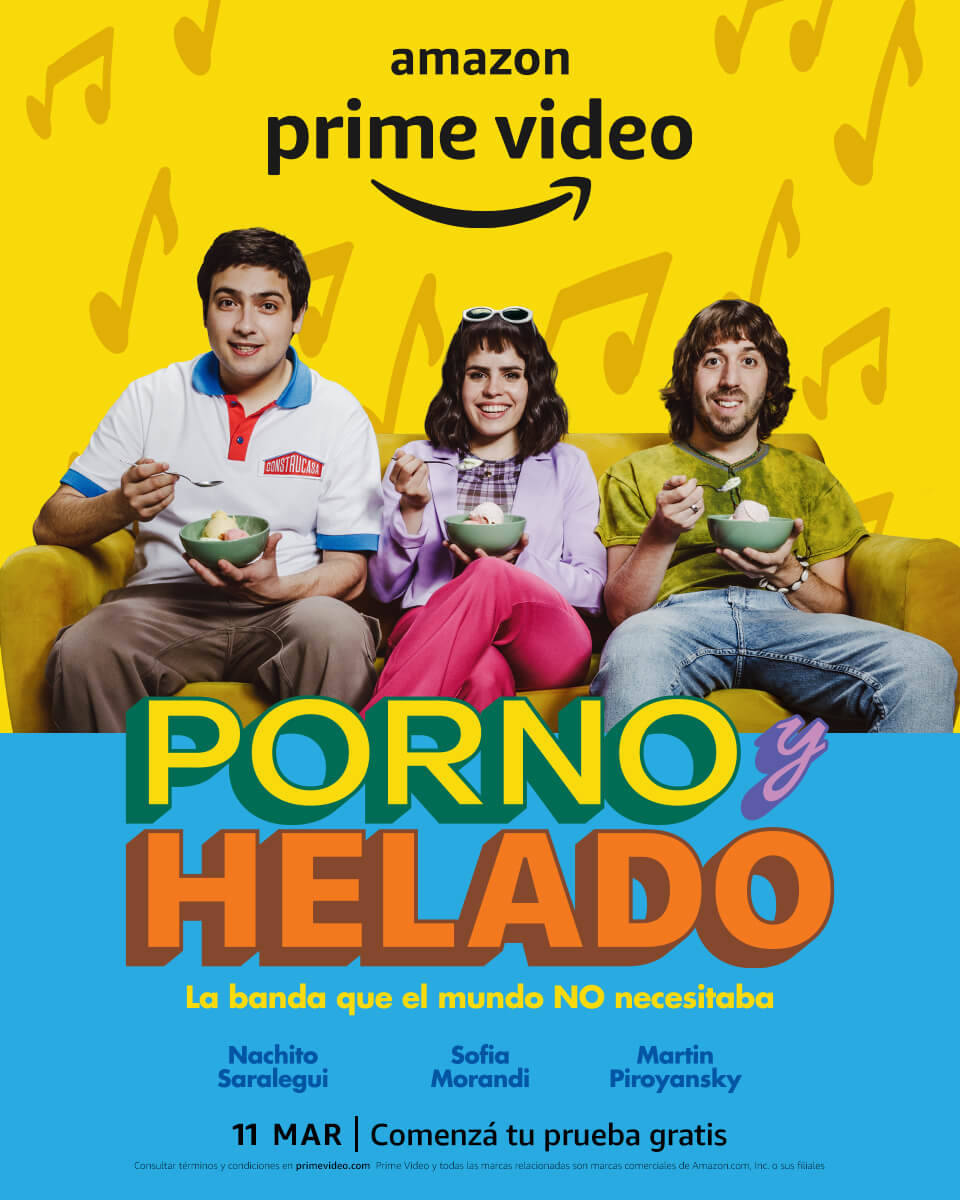 amazon
prime video
CONSTRUCASA
PORNO y
HELADO
La banda que el mundo NO necesitaba
Nachito Saralegui
Sofia Morandi
Martin Piroyansky
11 MAR | Comenzá tu prueba gratis
Consultar términos y condiciones en primevideo.com Prime Video y todas las marcas relacionadas son marcas comerciales de Amazon.com, Inc. o sus filiales